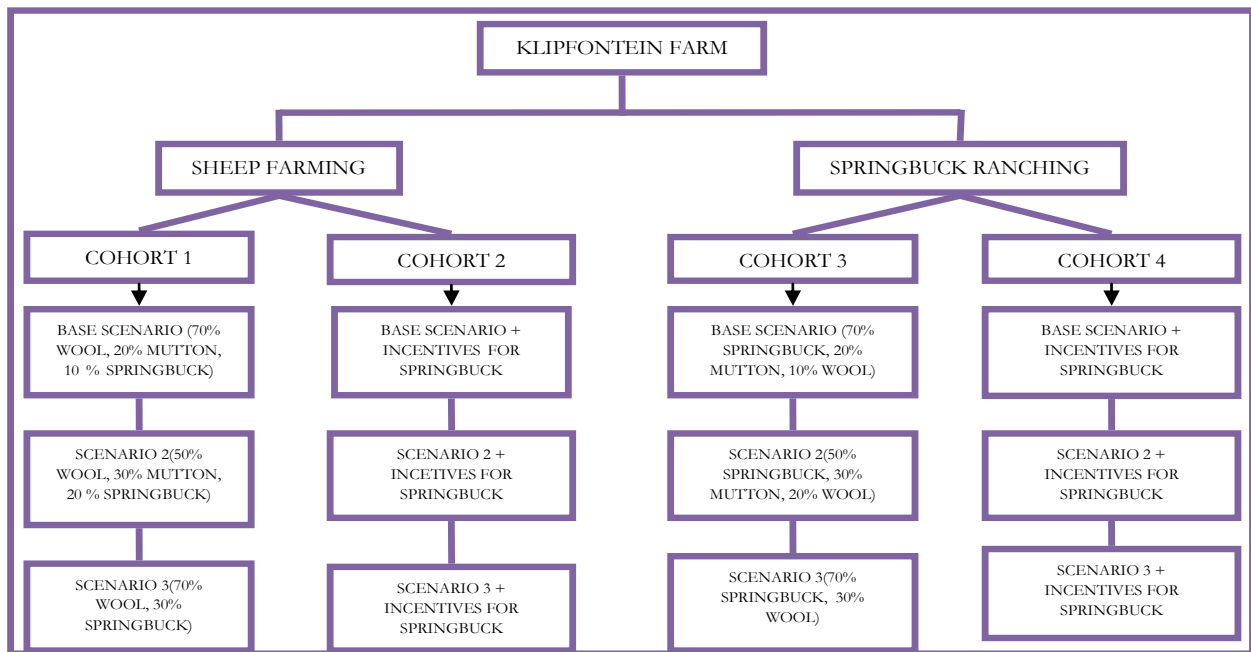 KLIPFONTEIN FARM
SHEEP FARMING
SPRINGBUCK RANCHING
COHORT 1
COHORT 2
COHORT 3
COHORT 4
BASE SCENARIO (70%
WOOL, 20% MUTTON,
10 % SPRINGBUCK)
BASE SCENARIO +
INCENTIVES FOR
SPRINGBUCK
BASE SCENARIO (70%
SPRINGBUCK, 20%
MUTTON, 10% WOOL)
BASE SCENARIO +
INCENTIVES FOR
SPRINGBUCK
SCENARIO 2(50%
WOOL, 30% MUTTON,
20 % SPRINGBUCK)
SCENARIO 2 +
INCETIVES FOR
SPRINGBUCK
SCENARIO 2(50%
SPRINGBUCK, 30%
MUTTON, 20% WOOL)
SCENARIO 2 +
INCENTIVES FOR
SPRINGBUCK
SCENARIO 3(70%
WOOL, 30%
SPRINGBUCK)
SCENARIO 3 +
INCENTIVES FOR
SPRINGBUCK
SCENARIO 3(70%
SPRINGBUCK, 30%
WOOL)
SCENARIO 3 +
INCENTIVES FOR
SPRINGBUCK